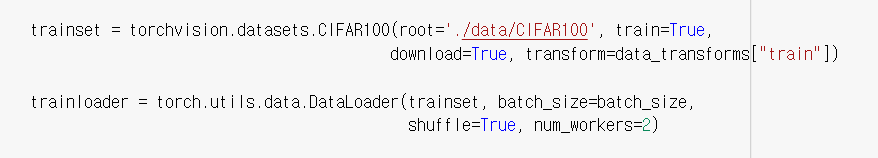 trainset = torchvision.datasets.CIFAR100(root='./data/CIFAR100', train=True,
download=True, transform=data_transforms["train"])
trainloader = torch.utils.data.DataLoader(trainset, batch_size=batch_size,
shuffle=True, num_workers=2)